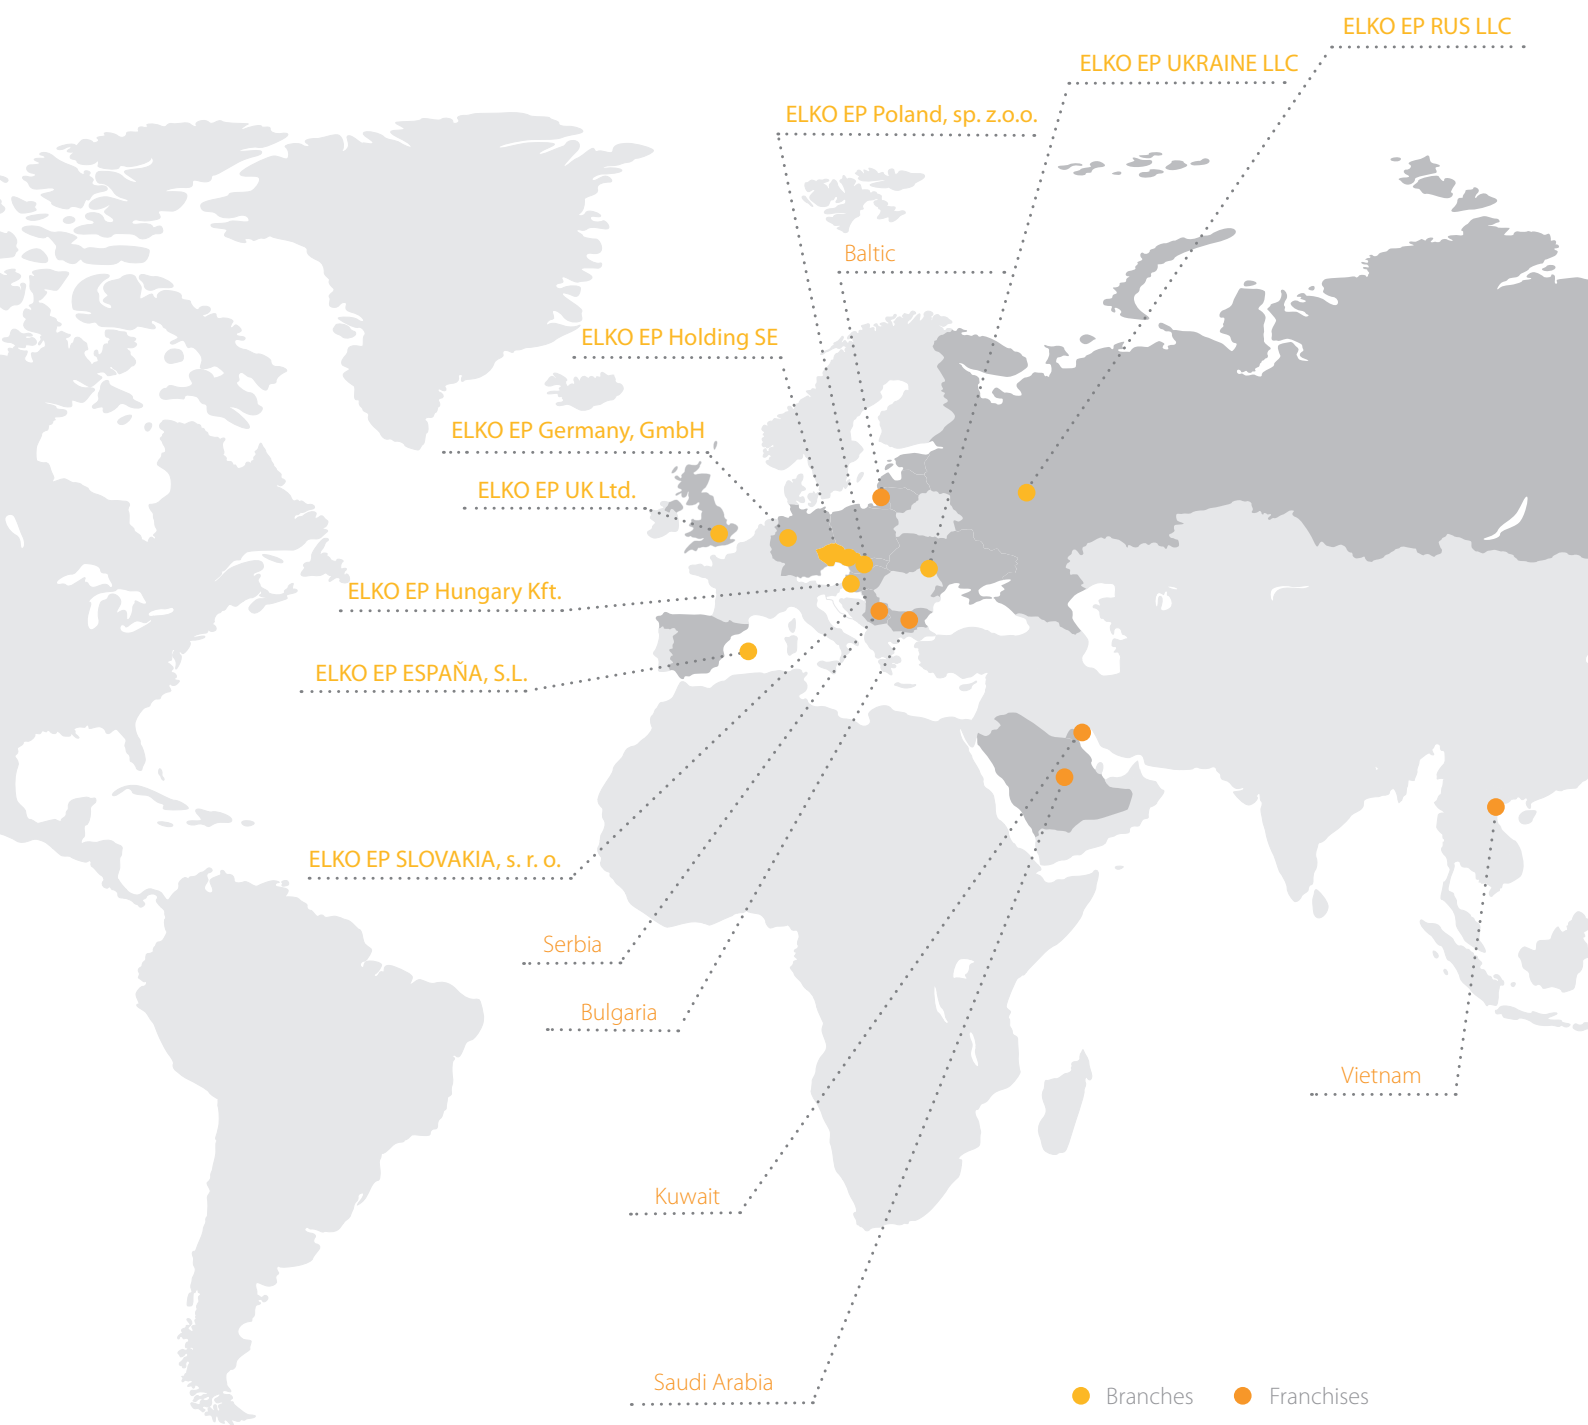 ELKO EP RUS LLC
ELKO EP UKRAINE LLC
ELKO EP Poland, sp. z.o.o.
Baltic
ELKO EP Holding SE
ELKO EP Germany, GmbH
ELKO EP UK Ltd.
ELKO EP Hungary Kft.
ELKO EP ESPAŇA, S.L.
ELKO EP SLOVAKIA, s. r. o.
Serbia
Bulgaria
Vietnam
Kuwait
Saudi Arabia
Branches
Franchises